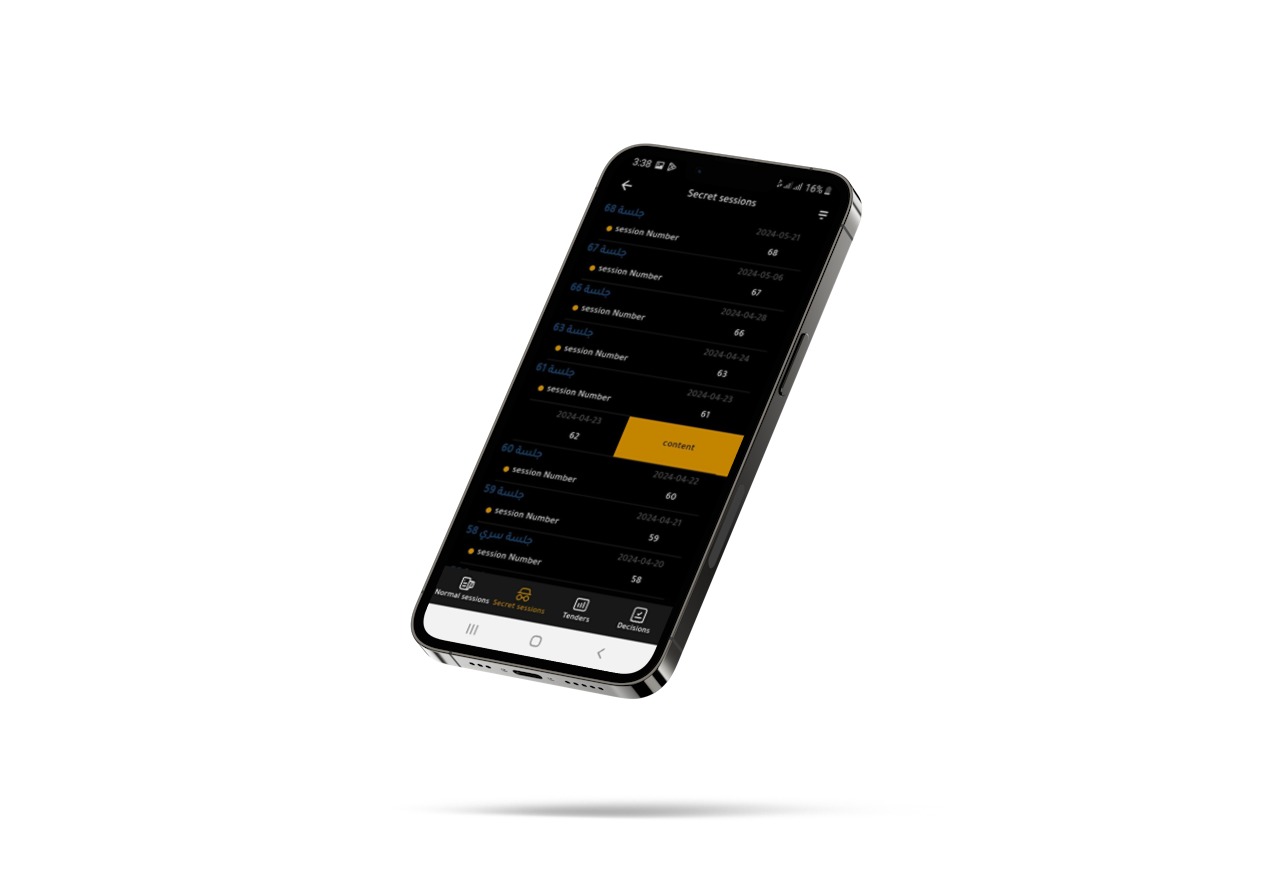 3:38 16%
Secret sessions
جلسة 68
2024-05-21
session Number 68
جلسة 67
2024-05-06
session Number 67
جلسة 66
2024-04-28
session Number 66
جلسة 63
2024-04-24
session Number 63
جلسة 61
2024-04-23
session Number 61
2024-04-23
62
content
جلسة 60
2024-04-22
session Number 60
جلسة 59
2024-04-21
session Number 59
جلسة سري 58
2024-04-20
session Number 58
Normal sessions Secret sessions Tenders Decisions